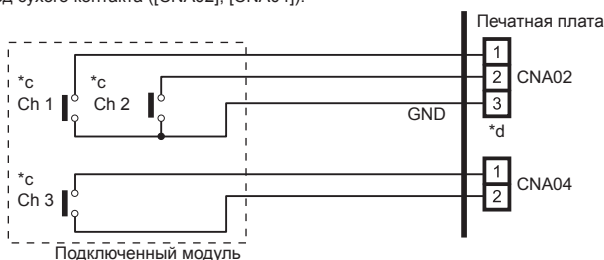 д сухого контакта ([CNA02], [CNA04]).
Печатная плата
1
*c
*c
2
CNA02
Ch 1
Ch 2
3
GND
*d
*c
1
CNA04
Ch 3
2
Подключенный модуль